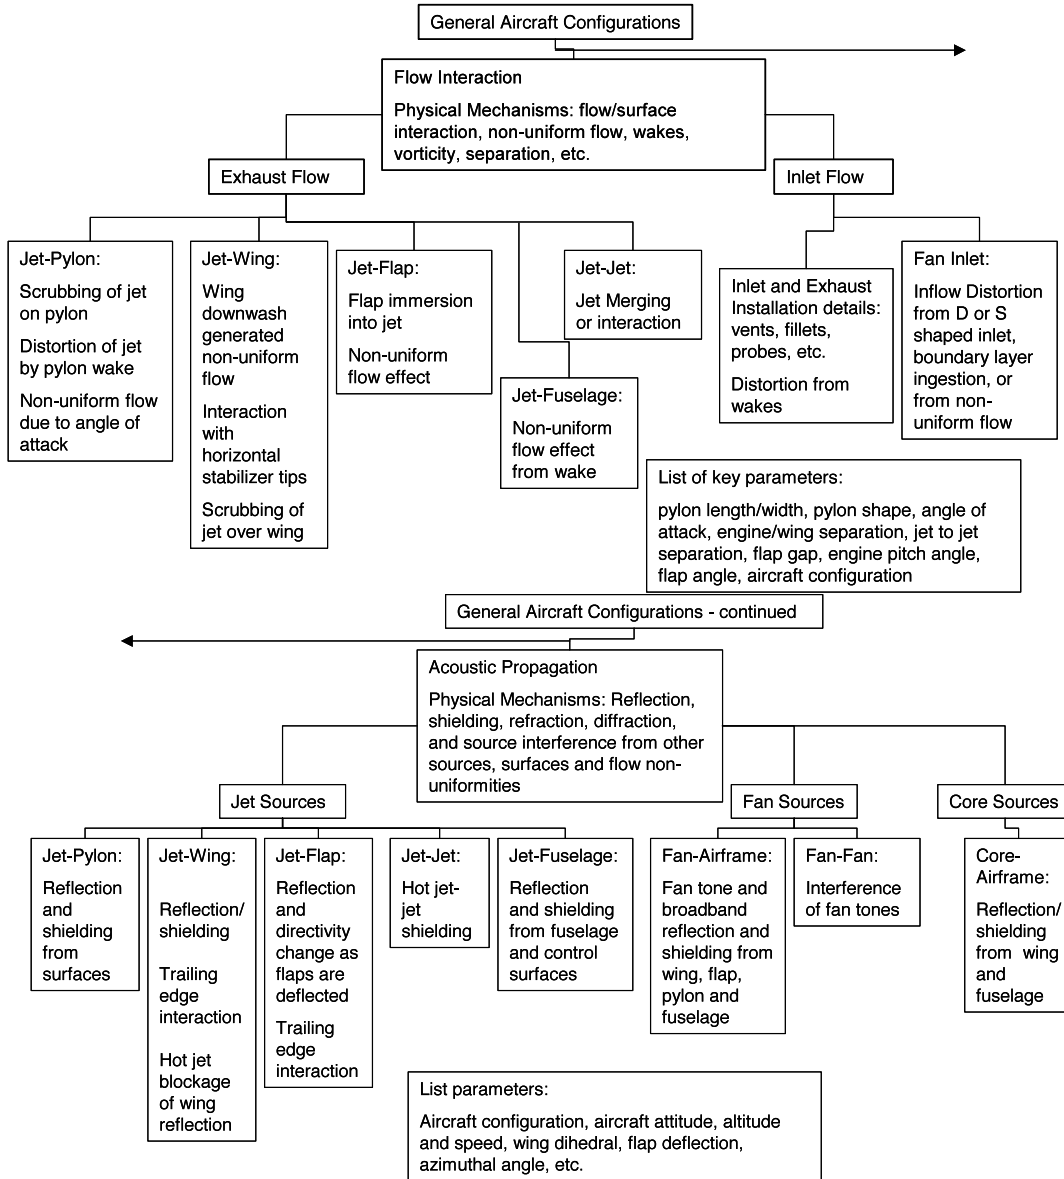 General Aircraft Configurations
Flow Interaction
Physical Mechanisms: flow/surface
interaction, non-uniform flow, wakes,
vorticity, separation, etc.
Exhaust Flow
Inlet Flow
Jet-Pylon:
Scrubbing of jet
on pylon
Distortion of jet
by pylon wake
Non-uniform flow
due to angle of
attack
Jet-Wing:
Wing
downwash
generated
non-uniform
flow
Interaction
with
horizontal
stabilizer tips
Scrubbing of
jet over wing
Jet-Flap:
Flap immersion
into jet
Non-uniform
flow effect
Jet-Jet:
Jet Merging
or interaction
Jet-Fuselage:
Non-uniform
flow effect
from wake
Inlet and Exhaust
Installation details:
vents, fillets,
probes, etc.
Distortion from
wakes
Fan Inlet:
Inflow Distortion
from D or S
shaped inlet,
boundary layer
ingestion, or
from non-
uniform flow
List of key parameters:
pylon length/width, pylon shape, angle of
attack, engine/wing separation, jet to jet
separation, flap gap, engine pitch angle,
flap angle, aircraft configuration
General Aircraft Configurations - continued
Acoustic Propagation
Physical Mechanisms: Reflection,
shielding, refraction, diffraction,
and source interference from other
sources, surfaces and flow non-
uniformities
Jet Sources
Fan Sources
Core Sources
Jet-Pylon:
Reflection
and
shielding
from
surfaces
Jet-Wing:
Reflection/
shielding
Trailing
edge
interaction
Hot jet
blockage
of wing
reflection
Jet-Flap:
Reflection
and
directivity
change as
flaps are
deflected
Trailing
edge
interaction
Jet-Jet:
Hot jet-
jet
shielding
Jet-Fuselage:
Reflection
and shielding
from fuselage
and control
surfaces
Fan-Airframe:
Fan tone and
broadband
reflection and
shielding from
wing, flap,
pylon and
fuselage
Fan-Fan:
Interference
of fan tones
Core-
Airframe:
Reflection/
shielding
from wing
and
fuselage
List parameters:
Aircraft configuration, aircraft attitude, altitude
and speed, wing dihedral, flap deflection,
azimuthal angle, etc.